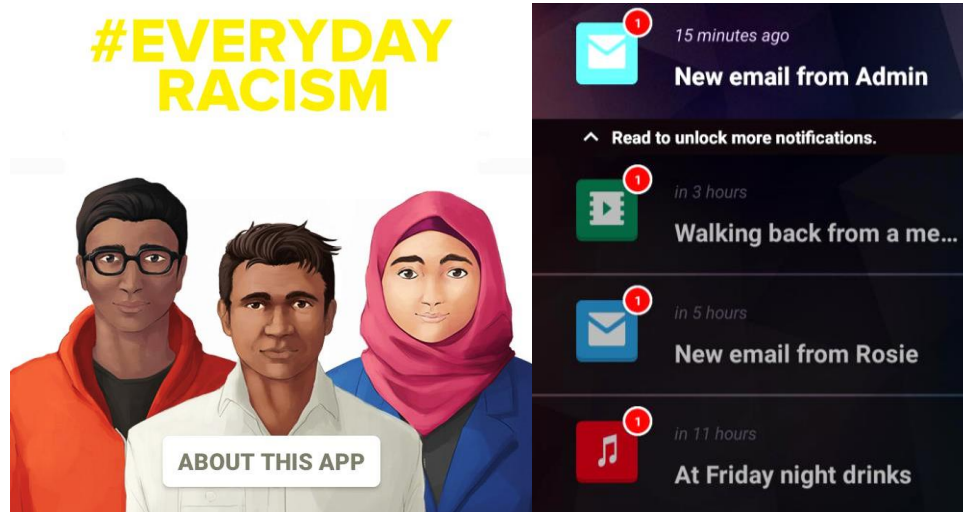 #EVERYDAY
RACISM
ABOUT THIS APP
1
15 minutes ago
New email from Admin
Read to unlock more notifications.
1
in 3 hours
Walking back from a me...
1
in 5 hours
New email from Rosie
1
in 11 hours
At Friday night drinks